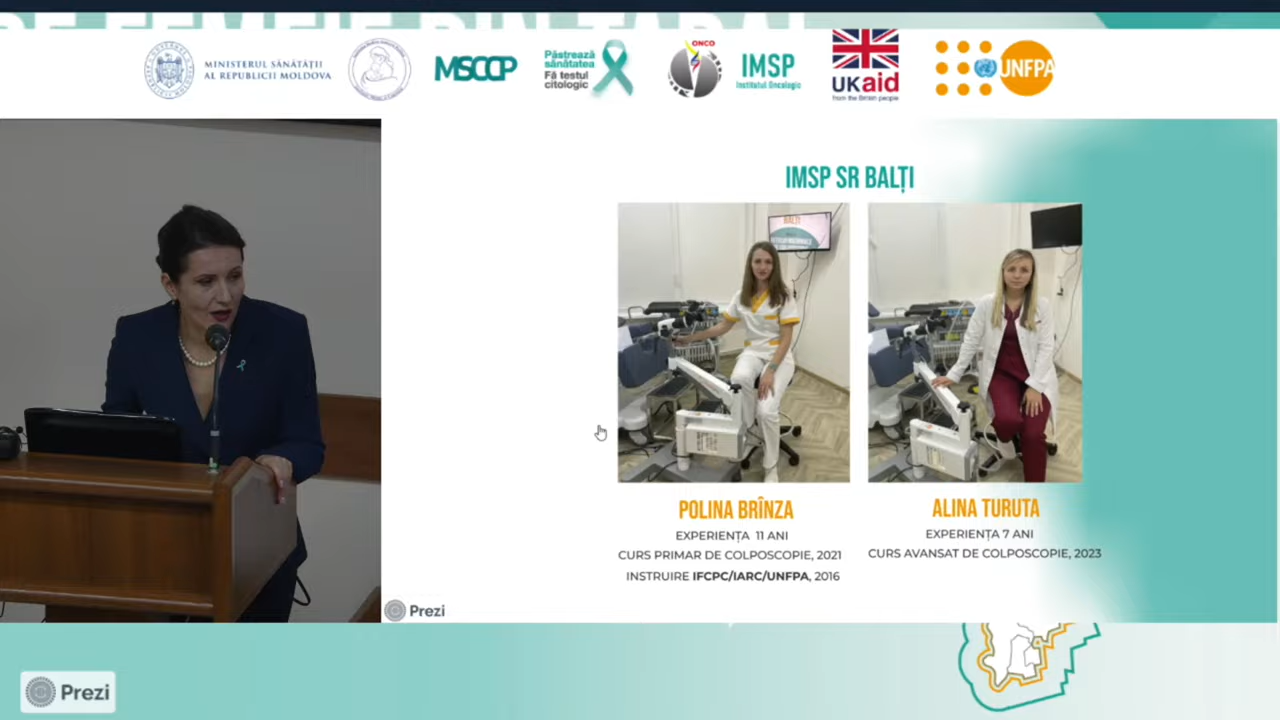 MINISTERUL SĂNĂTĂȚII
AL REPUBLICII MOLDOVA
MSCCP
Păstrează
sănătatea
Fă testul
citologic
ONCO
IMSP
Institutul Oncologic
UKaid
from the British people
UNFPA
IMSP SR BALȚI
BALȚI
POLINA BRÎNZA
EXPERIENȚA 11 ANI
CURS PRIMAR DE COLPOSCOPIE, 2021
INSTRUIRE IFCPC/IARC/UNFPA, 2016
ALINA TURUTA
EXPERIENȚA 7 ANI
CURS AVANSAT DE COLPOSCOPIE, 2023
Prezi
Prezi